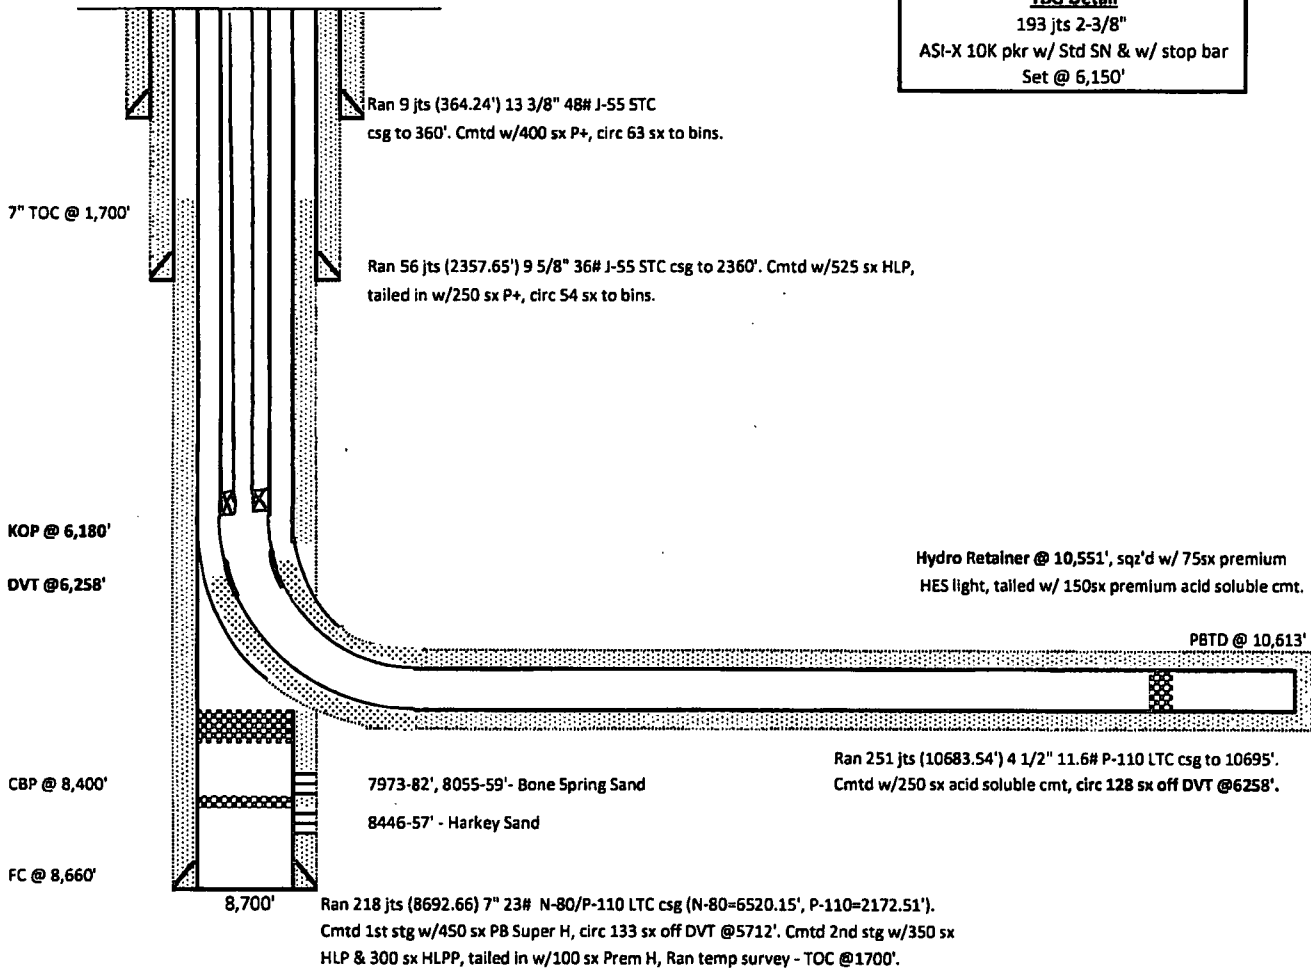 TBG Detail
193 jts 2-3/8"
ASI-X 10K pkr w/ Std SN & w/ stop bar
Set @ 6,150'
Ran 9 jts (364.24') 13 3/8" 48# J-55 STC
csg to 360'. Cmtd w/400 sx P+, circ 63 sx to bins.
7" TOC @ 1,700'
Ran 56 jts (2357.65') 9 5/8" 36# J-55 STC csg to 2360'. Cmtd w/525 sx HLP,
tailed in w/250 sx P+, circ 54 sx to bins.
KOP @ 6,180'
DVT @6,258'
Hydro Retainer @ 10,551', sqz'd w/ 75sx premium
HES light, tailed w/ 150sx premium acid soluble cmt.
PBTD @ 10,613'
Ran 251 jts (10683.54') 4 1/2" 11.6# P-110 LTC csg to 10695'.
Cmtd w/250 sx acid soluble cmt, circ 128 sx off DVT @6258'.
CBP @ 8,400'
7973-82', 8055-59'- Bone Spring Sand
8446-57' - Harkey Sand
FC @ 8,660'
8,700'
Ran 218 jts (8692.66) 7" 23# N-80/P-110 LTC csg (N-80=6520.15', P-110=2172.51').
Cmtd 1st stg w/450 sx PB Super H, circ 133 sx off DVT @5712'. Cmtd 2nd stg w/350 sx
HLP & 300 sx HLPP, tailed in w/100 sx Prem H, Ran temp survey - TOC @1700'.